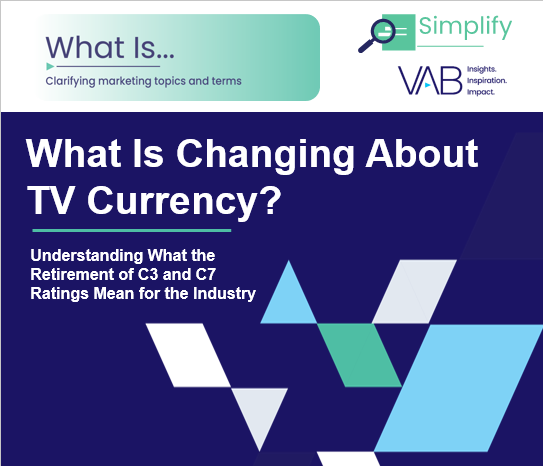 What Is...
Clarifying marketing topics and terms
Simplify
VAB
Insights.
Inspiration.
Impact.
What Is Changing About
TV Currency?
Understanding What the
Retirement of C3 and C7
Ratings Mean for the Industry